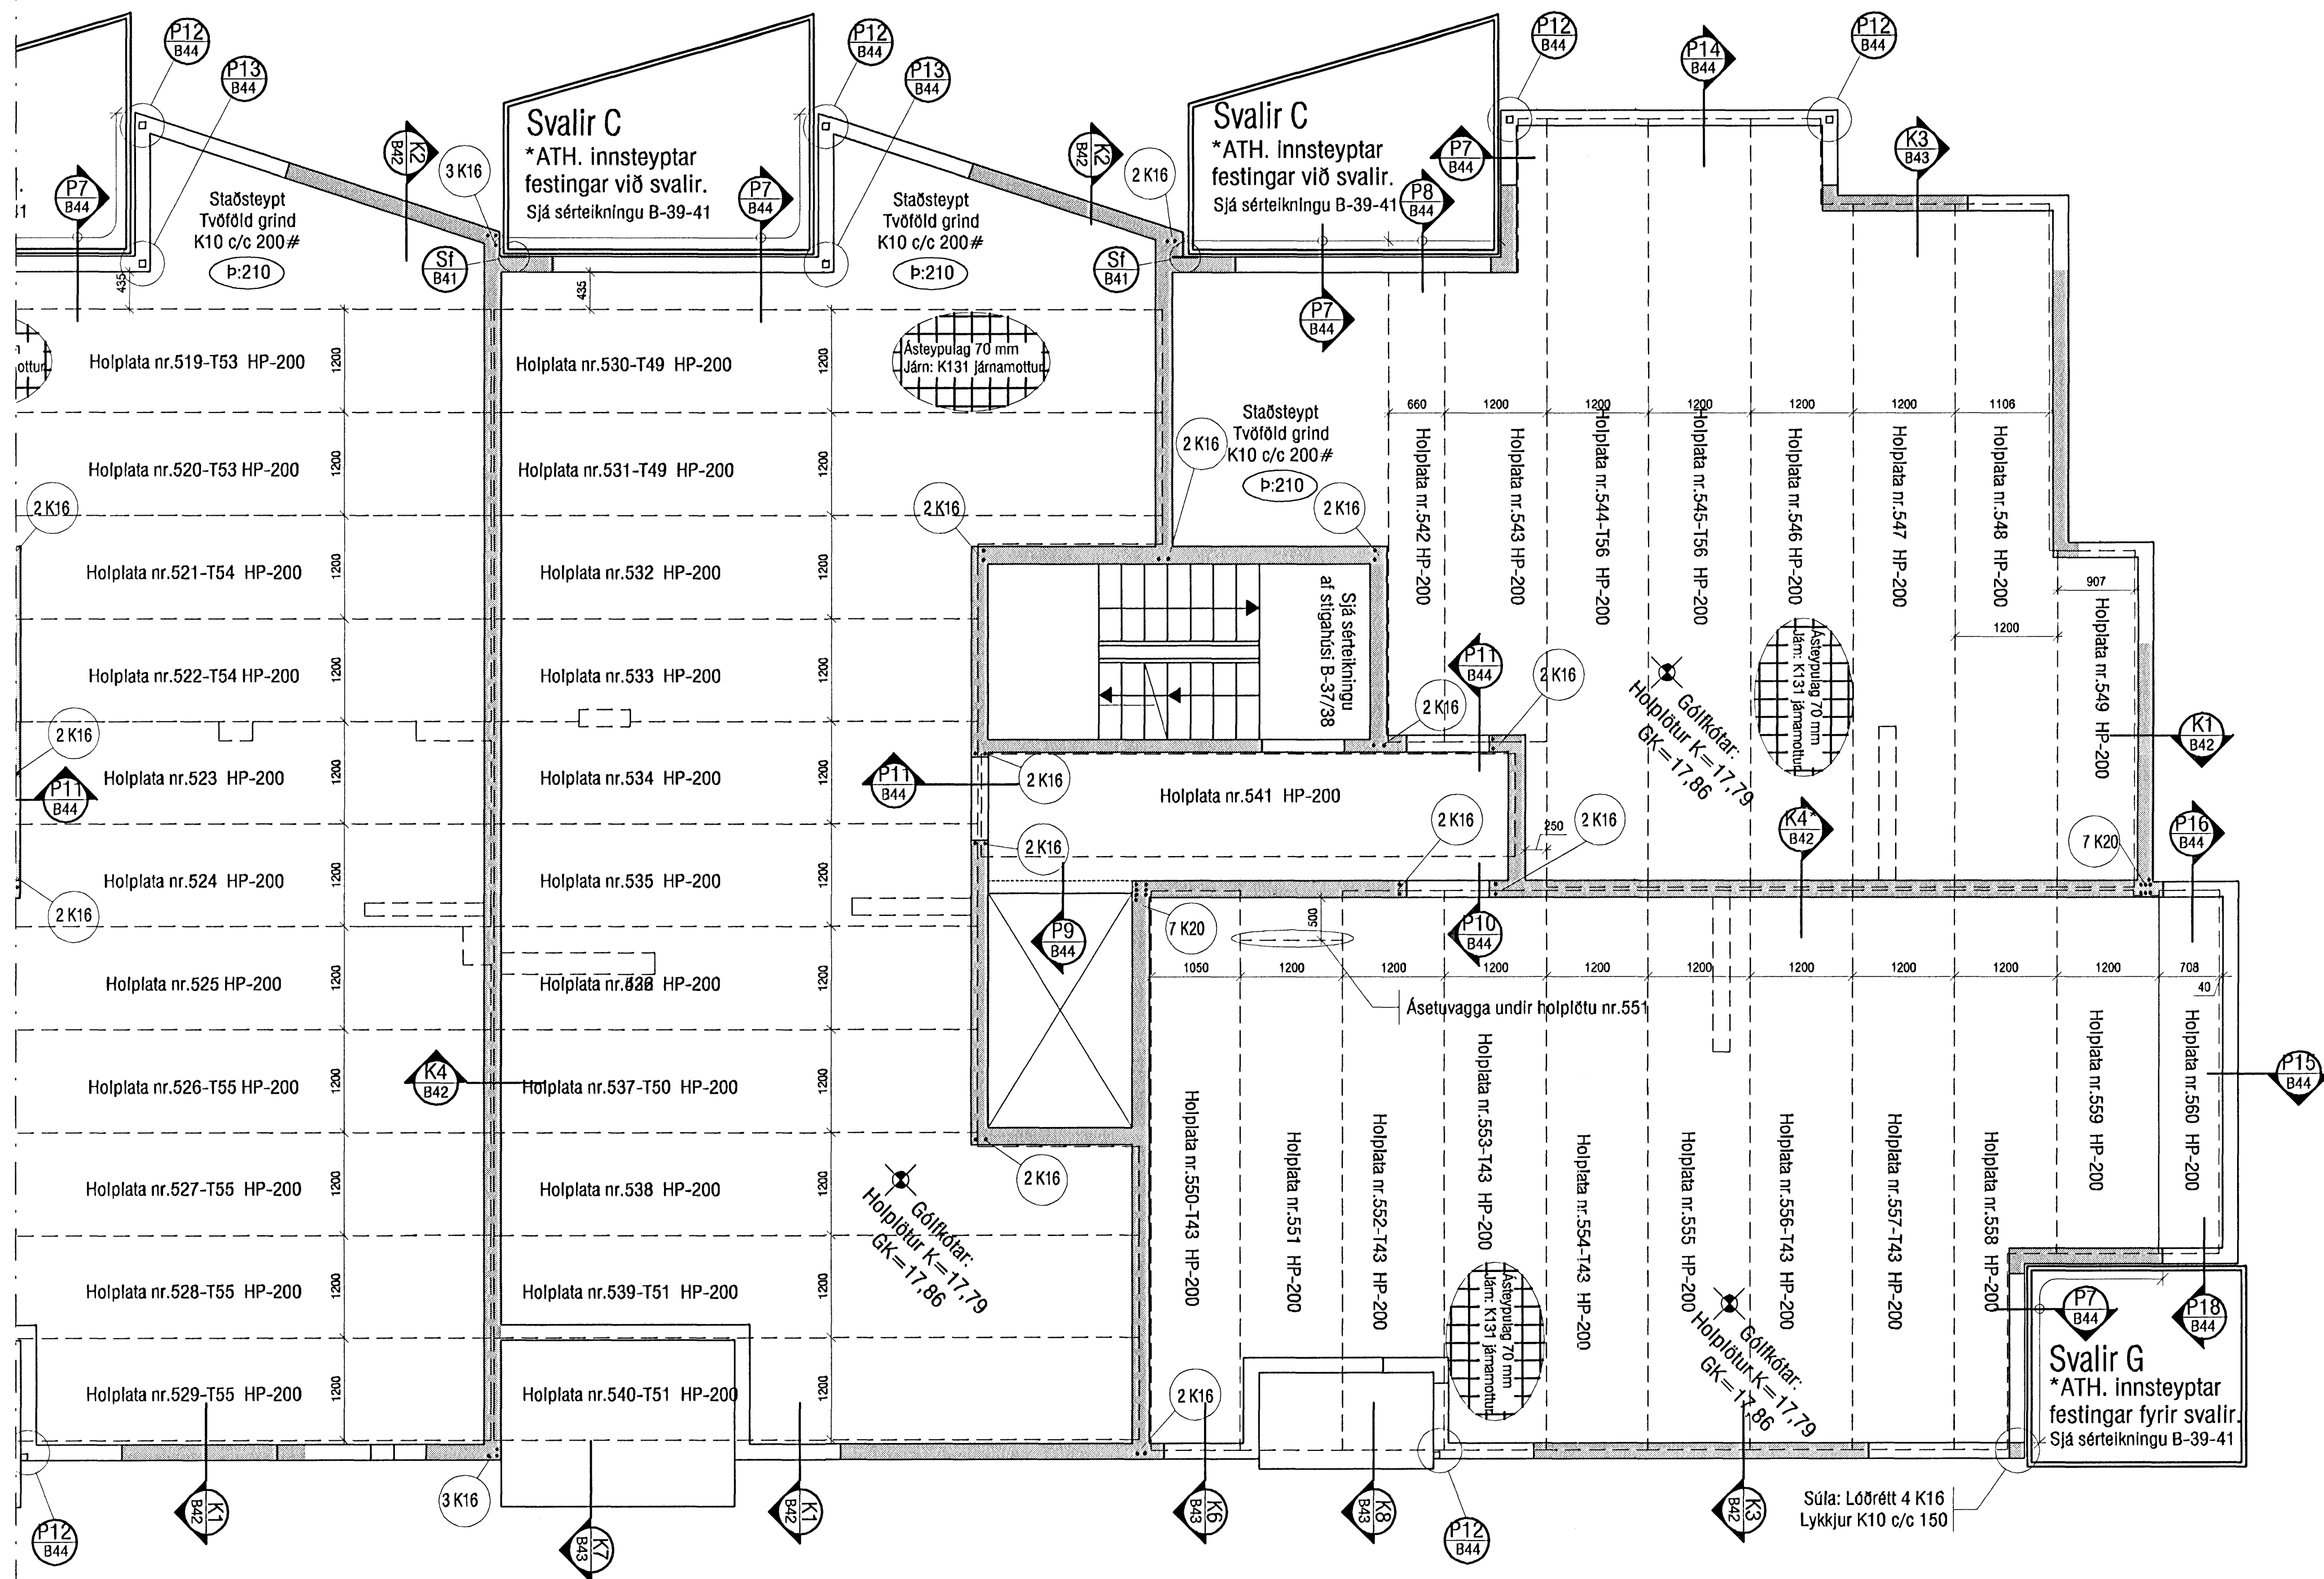 P12
B44
P13
B44
P7
B44
K2
B42
3 K16
Staðsteypt
Tvöföld grind
K10 c/c 200#
Þ:210
Sf
B41
435
Svalir C
*ATH. innsteyptar
festingar við svalir.
Sjá sérteikningu B-39-41
P7
B44
435
P12
B44
P13
B44
K2
B42
2 K16
Staðsteypt
Tvöföld grind
K10 c/c 200#
Þ:210
Sf
B41
Svalir C
*ATH. innsteyptar
festingar við svalir.
Sjá sérteikningu B-39-41
P7
B44
P8
B44
P7
B44
P12
B44
P14
B44
P12
B44
K3
B43
Holplata nr.519-T53 HP-200
1200
Holplata nr.520-T53 HP-200
1200
2 K16
Holplata nr.521-T54 HP-200
1200
Holplata nr.522-T54 HP-200
1200
2 K16
Holplata nr.523 HP-200
1200
P11
B44
Holplata nr.524 HP-200
1200
2 K16
Holplata nr.525 HP-200
1200
Holplata nr.526-T55 HP-200
1200
K4
B42
Holplata nr.527-T55 HP-200
1200
Holplata nr.528-T55 HP-200
1200
Holplata nr.529-T55 HP-200
1200
P12
B44
K1
B42
3 K16
Holplata nr.530-T49 HP-200
1200
Ásteypulag 70 mm
Járn: K131 járnamottur
Holplata nr.531-T49 HP-200
1200
2 K16
Holplata nr.532 HP-200
1200
Holplata nr.533 HP-200
1200
Holplata nr.534 HP-200
1200
P11
B44
2 K16
Holplata nr.535 HP-200
1200
2 K16
P9
B44
HP-200
1200
Holplata nr.537-T50 HP-200
1200
Holplata nr.538 HP-200
1200
2 K16
Gólfkótar:
Holplötur K=17,79
GK=17,86
Holplata nr.539-T51 HP-200
1200
Holplata nr.540-T51 HP-200
1200
K7
B43
K1
B42
Staðsteypt
Tvöföld grind
K10 c/c 200#
Þ:210
2 K16
2 K16
Sjá sérteikningu
af stigahúsi B-37/38
2 K16
P11
B44
2 K16
Holplata nr.541 HP-200
2 K16
250
2 K16
P10
B44
660
1200
1200
1200
1200
1200
1106
Holplata nr.542 HP-200
Holplata nr.543 HP-200
Holplata nr.544-T56 HP-200
Holplata nr.545-T56 HP-200
Holplata nr.546 HP-200
Holplata nr.547 HP-200
Holplata nr.548 HP-200
907
1200
Holplata nr.549 HP-200
Ásteypulag 70 mm
Járn: K131 járnamottur
Gólfkótar:
Holplötur K=17,79
GK=17,86
K1
B42
K4*
B42
7 K20
P16
B44
7 K20
500
1050
1200
1200
1200
1200
1200
1200
1200
1200
1200
708
40
Ásetuvagga undir holplötu nr.551
Holplata nr.550-T43 HP-200
Holplata nr.551 HP-200
Holplata nr.552-T43 HP-200
Holplata nr.553-T43 HP-200
Holplata nr.554-T43 HP-200
Holplata nr.555 HP-200
Holplata nr.556-T43 HP-200
Holplata nr.557-T43 HP-200
Holplata nr.558 HP-200
Holplata nr.559 HP-200
Holplata nr.560 HP-200
P15
B44
Ásteypulag 70 mm
Járn: K131 járnamottur
Gólfkótar:
Holplötur K=17,79
GK=17,86
P7
B44
P18
B44
Svalir G
*ATH. innsteyptar
festingar fyrir svalir.
Sjá sérteikningu B-39-41
2 K16
K6
B43
K8
B43
P12
B44
K3
B42
Súla: Lóðrétt 4 K16
Lykkjur K10 c/c 150